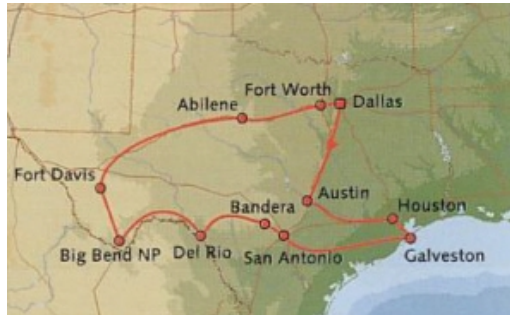 Fort Worth
Dallas
Abilene
Fort Davis
Austin
Houston
Bandera
Big Bend NP
Del Rio
San Antonio
Galveston